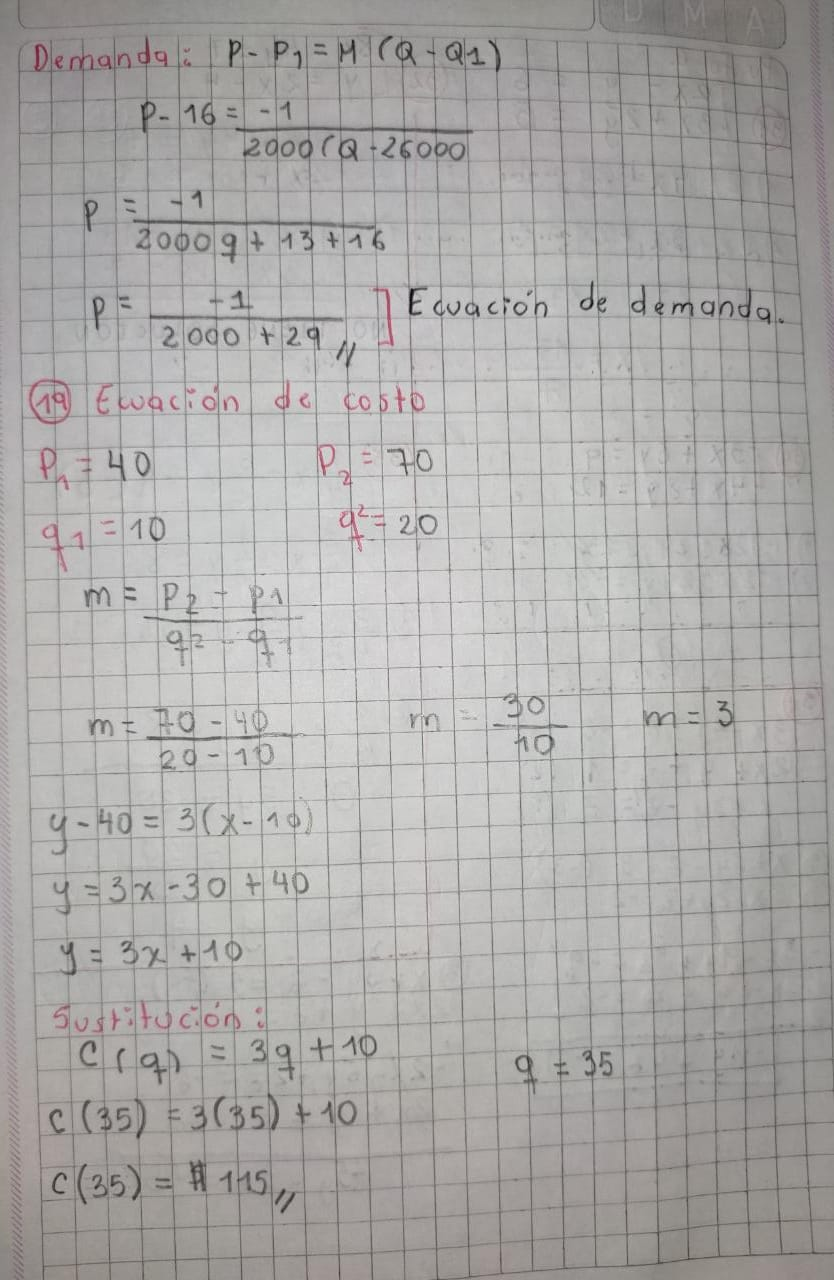 D M A
Demanda: P - P1 = M (Q - Q1)
P - 16 = -1 / 2000 (Q - 26000
P = -1 / 2000q + 13 + 16
P = -1 / 2000 + 29 // ] Ecuación de demanda.
19 Ecuación de costo
P1 = 40 P2 = 70
q1 = 10 q2 = 20
m = P2 - P1 / q2 - q1
m = 70 - 40 / 20 - 10 m = 30 / 10 m = 3
y - 40 = 3(x - 10)
y = 3x - 30 + 40
y = 3x + 10
Sustitución:
C(q) = 3q + 10 q = 35
C(35) = 3(35) + 10
C(35) = 115 //